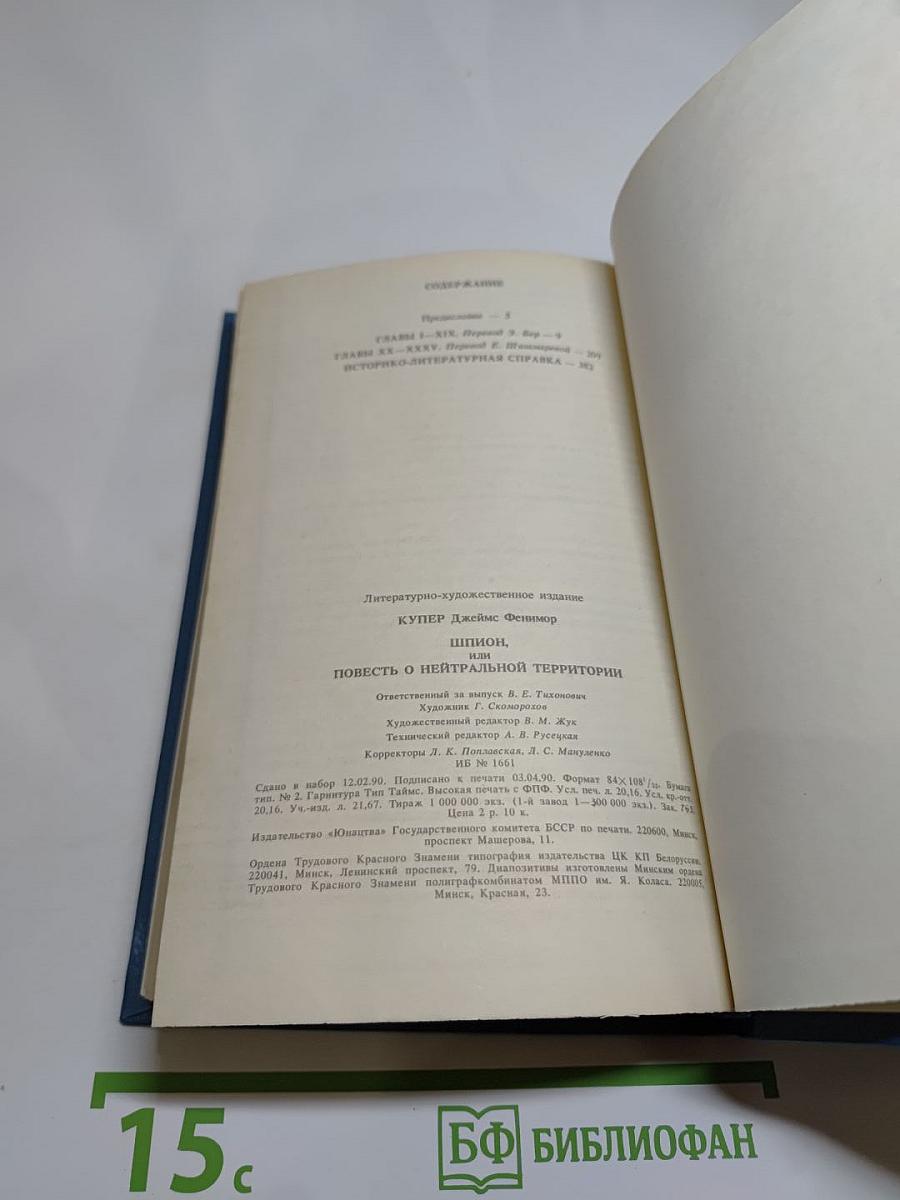 СОДЕРЖАНИЕ
Предисловие — 5
ГЛАВЫ I—XIX. Перевод Э. Бер — 9
ГЛАВЫ XX—XXXV. Перевод Е. Шишмаревой — 209
ИСТОРИКО-ЛИТЕРАТУРНАЯ СПРАВКА — 382
Литературно-художественное издание
КУПЕР Джеймс Фенимор
ШПИОН,
ИЛИ
ПОВЕСТЬ О НЕЙТРАЛЬНОЙ ТЕРРИТОРИИ
Ответственный за выпуск В. Е. Тихонович
Художник Г. Скоморохов
Художественный редактор В. М. Жук
Технический редактор А. В. Русецкая
Корректоры Л. К. Поплавская, Л. С. Мануленко
ИБ № 1661
Сдано в набор 12.02.90. Подписано к печати 03.04.90. Формат 84×108¹/₃₂. Бумага
тип. № 2. Гарнитура Тип Таймс. Высокая печать с ФПФ. Усл. печ. л. 20,16. Усл. кр.-отт.
20,16. Уч.-изд. л. 21,67. Тираж 1 000 000 экз. (1-й завод 1—300 000 экз.). Зак.
Цена 2 р. 10 к.
Издательство «Юнацтва» Государственного комитета БССР по печати. 220600, Минск,
проспект Машерова, 11.
Ордена Трудового Красного Знамени типография издательства ЦК КП Белоруссии.
220041, Минск, Ленинский проспект, 79. Диапозитивы изготовлены Минским ордена
Трудового Красного Знамени полиграфкомбинатом МППО им. Я. Коласа. 220005,
Минск, Красная, 23.
15 с
БФ БИБЛИОФАН